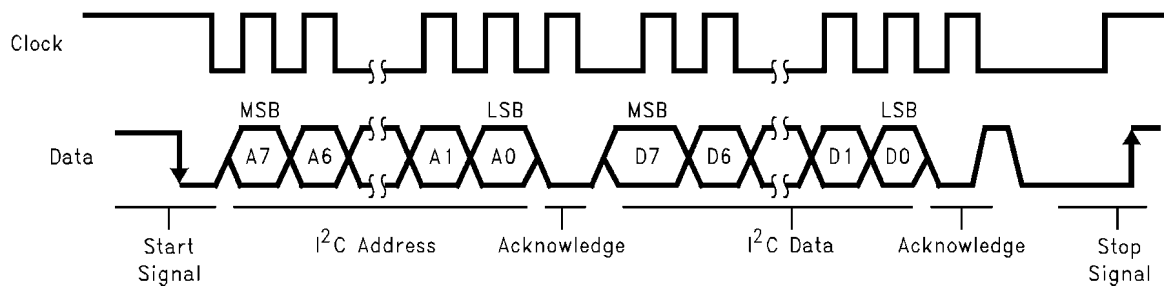 Clock
MSB LSB MSB LSB
Data A7 A6 A1 A0 D7 D6 D1 D0
Start Signal
I²C Address
Acknowledge
I²C Data
Acknowledge
Stop Signal